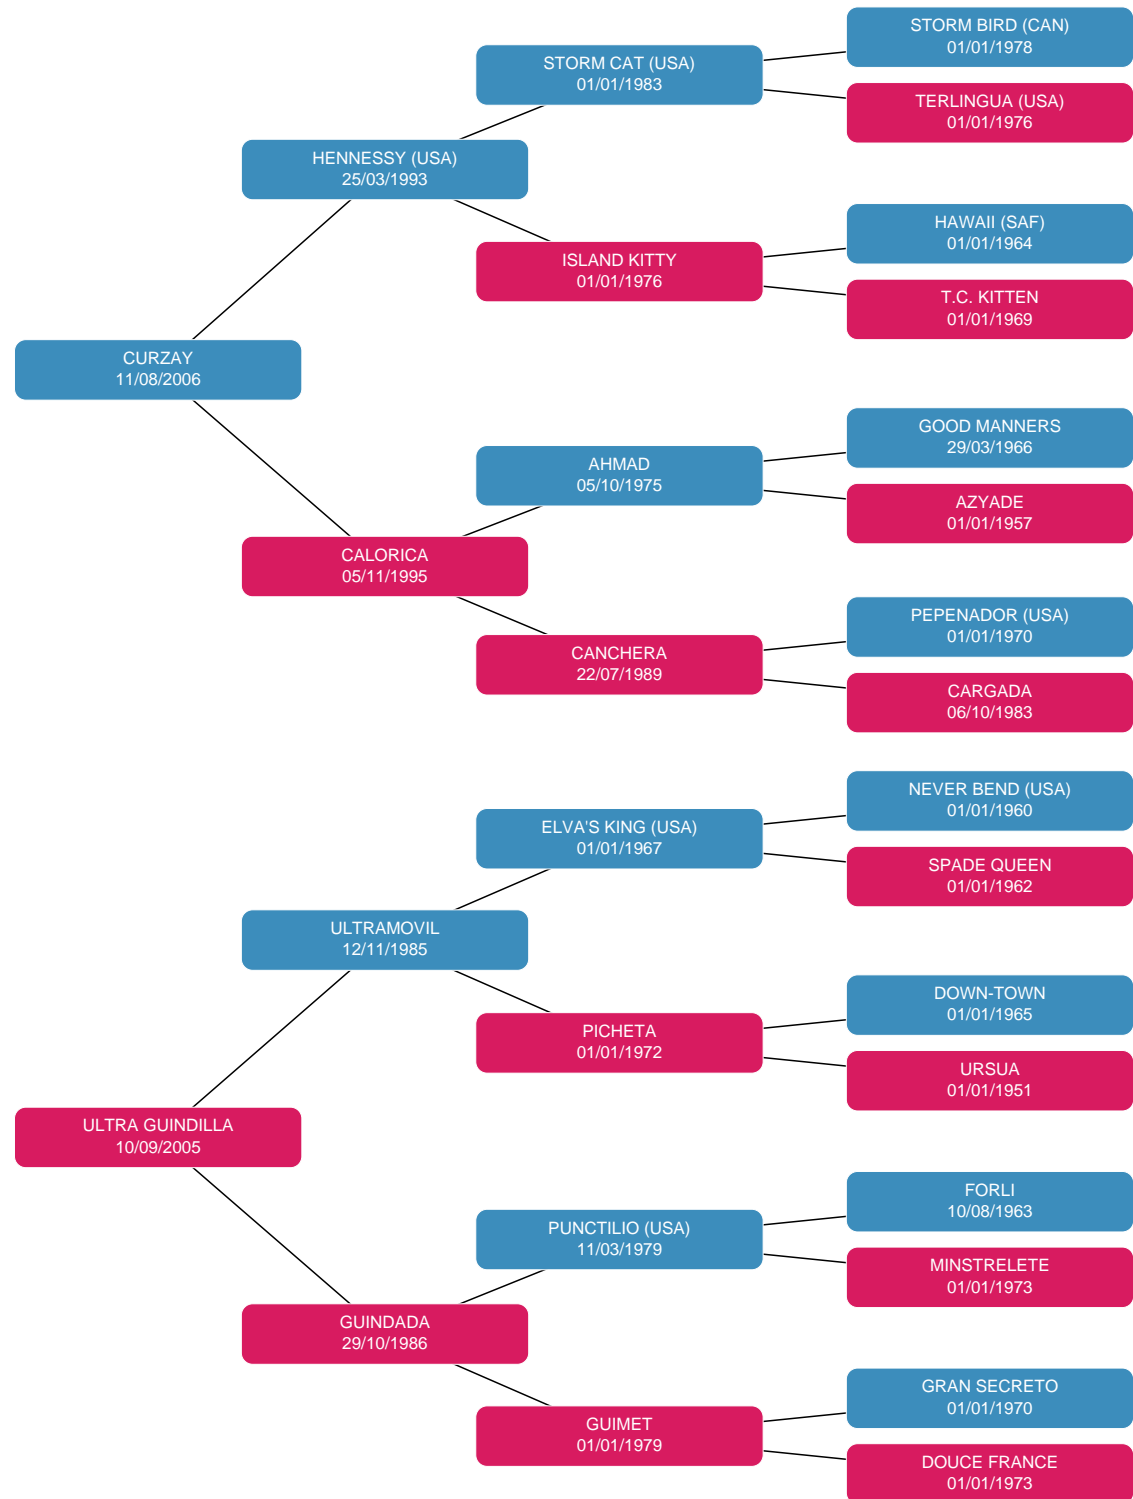 STORM BIRD (CAN)
01/01/1978
STORM CAT (USA)
01/01/1983
TERLINGUA (USA)
01/01/1976
HENNESSY (USA)
25/03/1993
HAWAII (SAF)
01/01/1964
ISLAND KITTY
01/01/1976
T.C. KITTEN
01/01/1969
CURZAY
11/08/2006
GOOD MANNERS
29/03/1966
AHMAD
05/10/1975
AZYADE
01/01/1957
CALORICA
05/11/1995
PEPENADOR (USA)
01/01/1970
CANCHERA
22/07/1989
CARGADA
06/10/1983
NEVER BEND (USA)
01/01/1960
ELVA'S KING (USA)
01/01/1967
SPADE QUEEN
01/01/1962
ULTRAMOVIL
12/11/1985
DOWN-TOWN
01/01/1965
PICHETA
01/01/1972
URSUA
01/01/1951
ULTRA GUINDILLA
10/09/2005
FORLI
10/08/1963
PUNCTILIO (USA)
11/03/1979
MINSTRELETE
01/01/1973
GUINDADA
29/10/1986
GRAN SECRETO
01/01/1970
GUIMET
01/01/1979
DOUCE FRANCE
01/01/1973